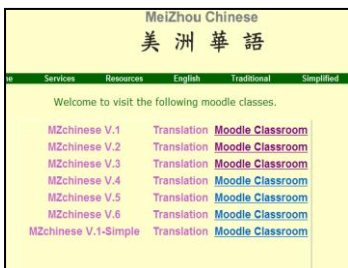 MeiZhou Chinese
美 洲 華 語
Services Resources English Traditional Simplified
Welcome to visit the following moodle classes.
MZchinese V.1 Translation Moodle Classroom
MZchinese V.2 Translation Moodle Classroom
MZchinese V.3 Translation Moodle Classroom
MZchinese V.4 Translation Moodle Classroom
MZchinese V.5 Translation Moodle Classroom
MZchinese V.6 Translation Moodle Classroom
MZchinese V.1-Simple Translation Moodle Classroom